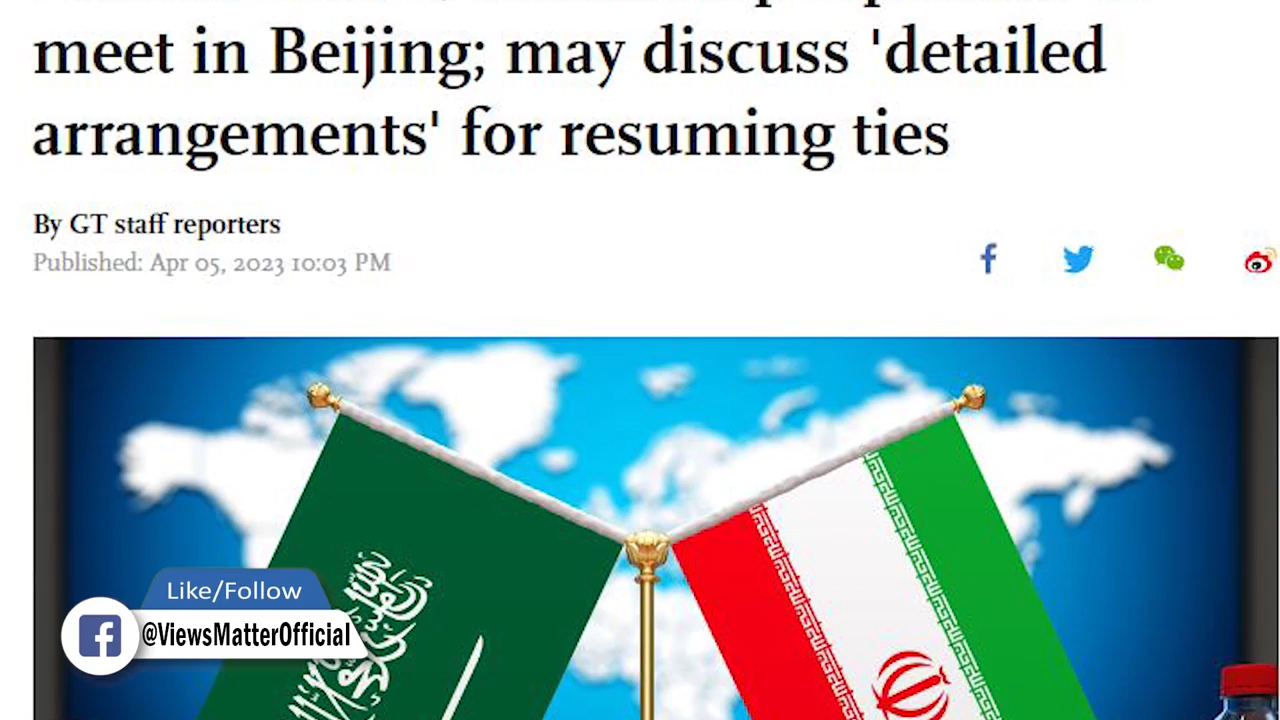 meet in Beijing; may discuss 'detailed
arrangements' for resuming ties
By GT staff reporters
Published: Apr 05, 2023 10:03 PM
Like/Follow
@ViewsMatterOfficial